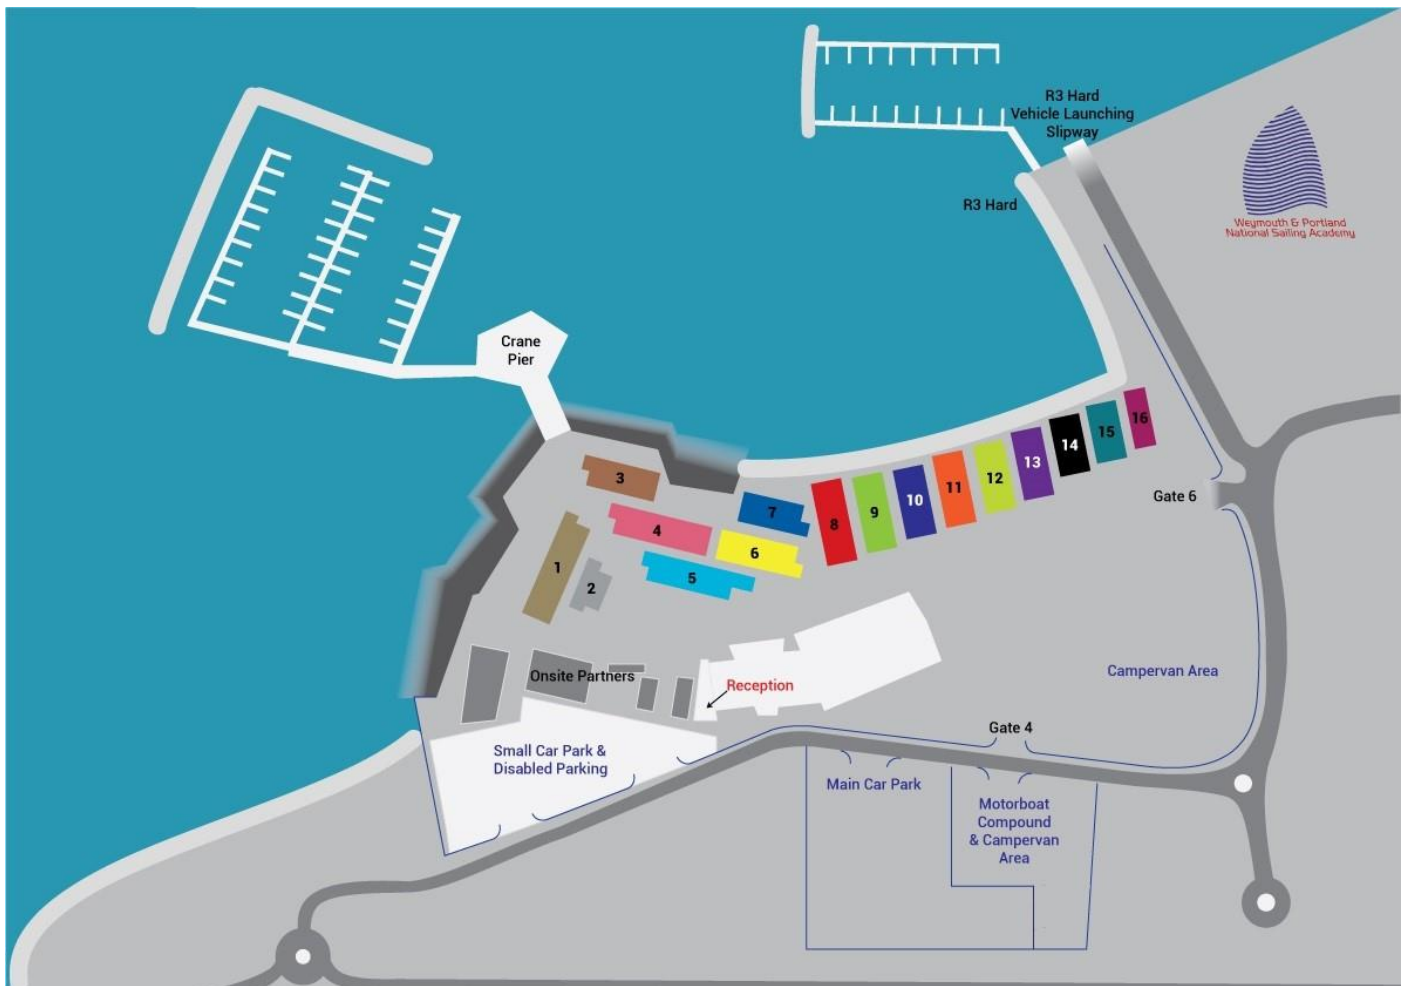 R3 Hard
Vehicle Launching
Slipway
R3 Hard
Weymouth & Portland
National Sailing Academy
Crane
Pier
1
2
3
4
5
6
7
8
9
10
11
12
13
14
15
16
Gate 6
Onsite Partners
Reception
Campervan Area
Gate 4
Small Car Park &
Disabled Parking
Main Car Park
Motorboat
Compound
& Campervan
Area